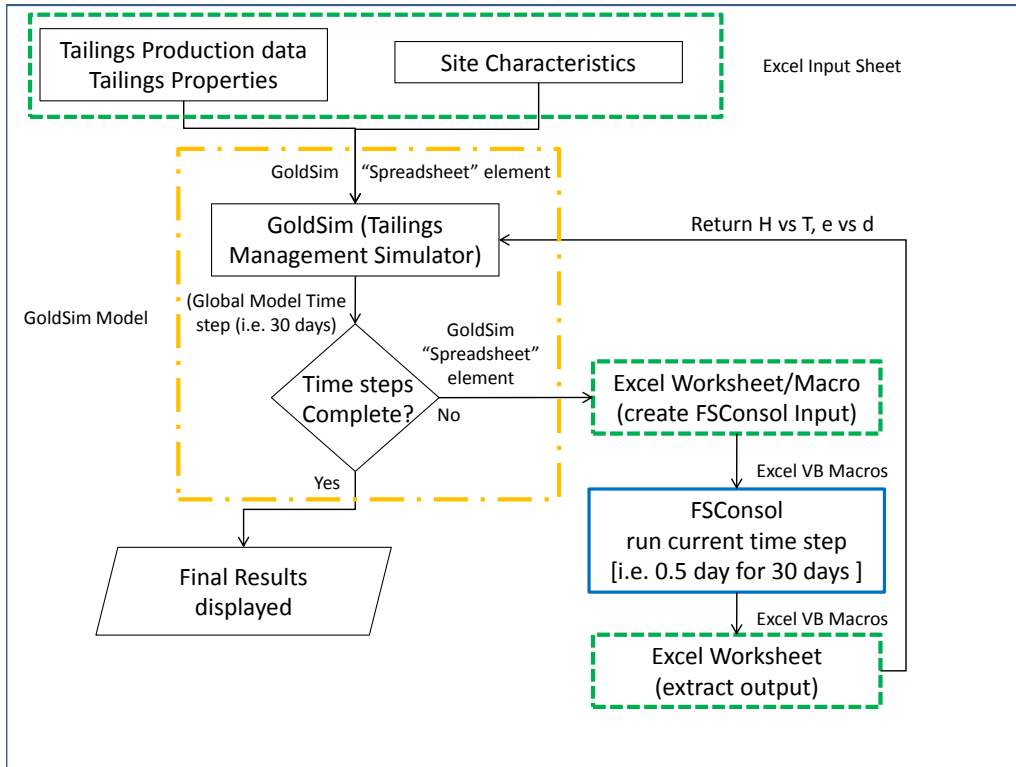 Tailings Production data
Tailings Properties
Site Characteristics
Excel Input Sheet
GoldSim
“Spreadsheet” element
GoldSim (Tailings
Management Simulator)
Return H vs T, e vs d
GoldSim Model
(Global Model Time
step (i.e. 30 days)
GoldSim
“Spreadsheet”
element
Time steps
Complete?
No
Excel Worksheet/Macro
(create FSConsol Input)
Yes
Excel VB Macros
FSConsol
run current time step
[i.e. 0.5 day for 30 days ]
Final Results
displayed
Excel VB Macros
Excel Worksheet
(extract output)